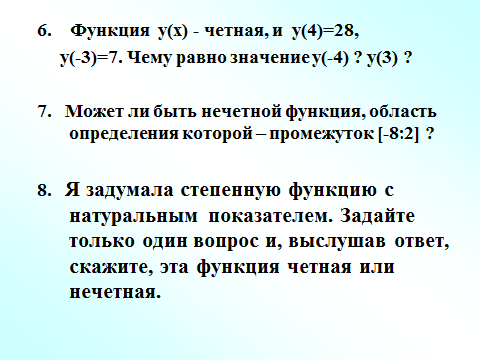 6. Функция у(х) - четная, и у(4)=28,
у(-3)=7. Чему равно значение у(-4) ? у(3) ?
7. Может ли быть нечетной функция, область
определения которой – промежуток [-8:2] ?
8. Я задумала степенную функцию с
натуральным показателем. Задайте
только один вопрос и, выслушав ответ,
скажите, эта функция четная или
нечетная.